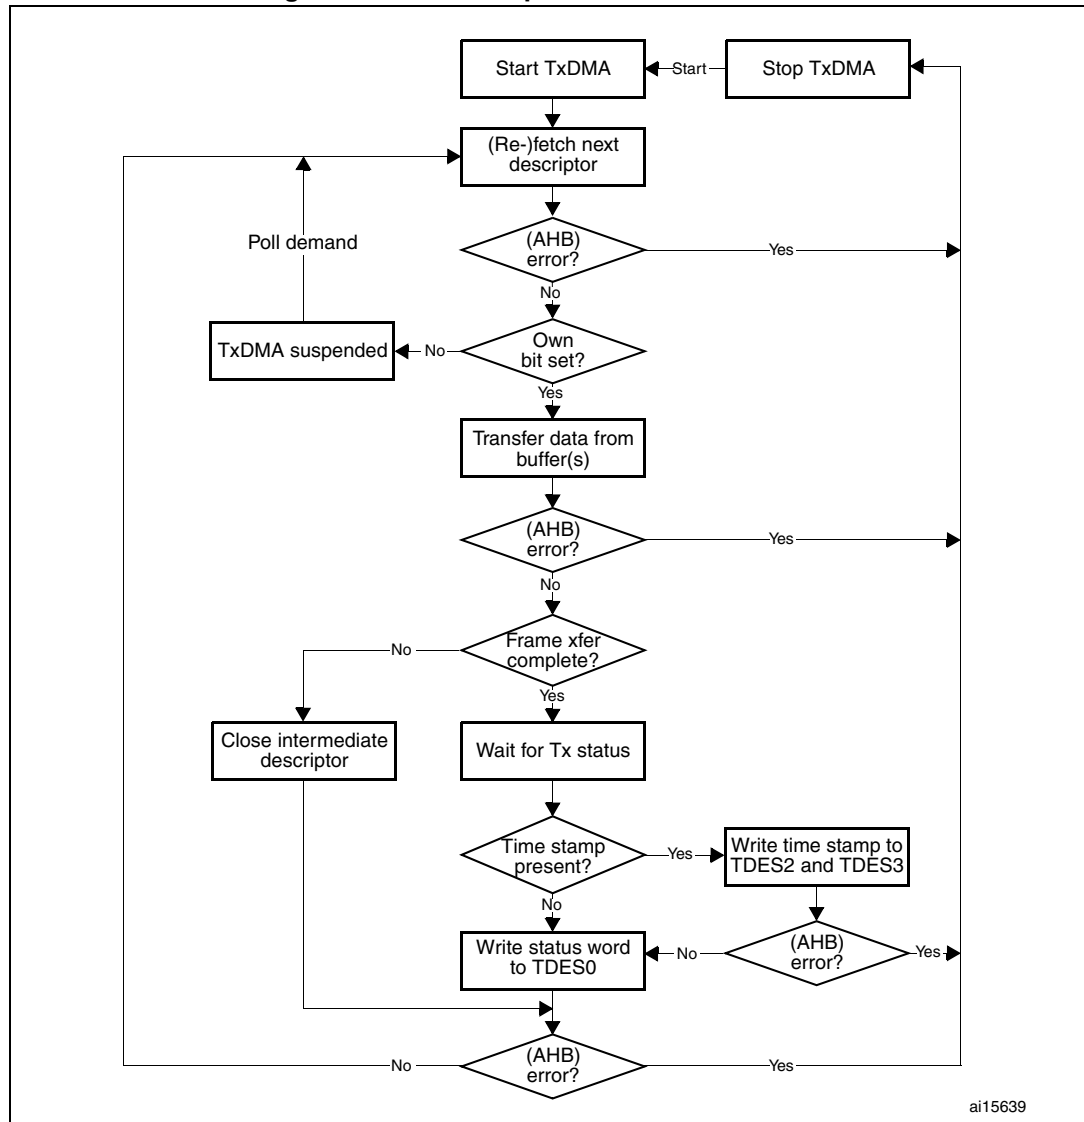 Start TxDMA
Start
Stop TxDMA
(Re-)fetch next
descriptor
(AHB)
error?
Yes
Poll demand
No
Own
bit set?
No
TxDMA suspended
Yes
Transfer data from
buffer(s)
(AHB)
error?
Yes
No
Frame xfer
complete?
No
Yes
Close intermediate
descriptor
Wait for Tx status
Time stamp
present?
Yes
Write time stamp to
TDES2 and TDES3
No
Write status word
to TDES0
No
(AHB)
error?
Yes
(AHB)
error?
No
Yes
ai15639